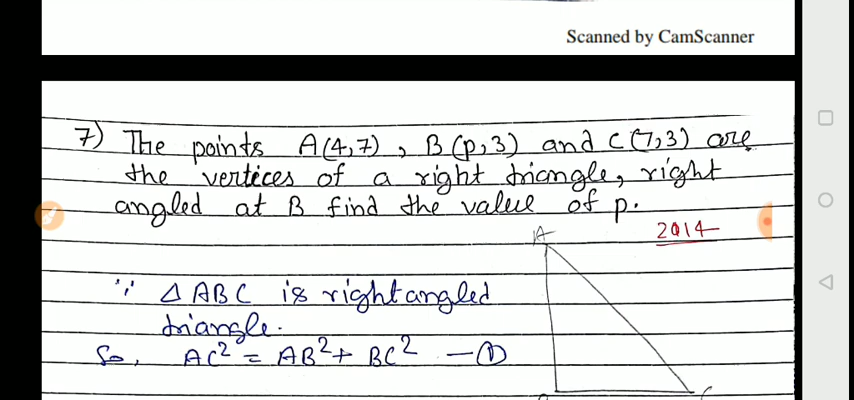 Scanned by CamScanner
7) The points A(4,7), B(p,3) and C(7,3) are
the vertices of a right triangle, right
angled at B find the value of p.
2014
A
∵ Δ ABC is right angled
triangle.
So, AC² = AB² + BC² —①